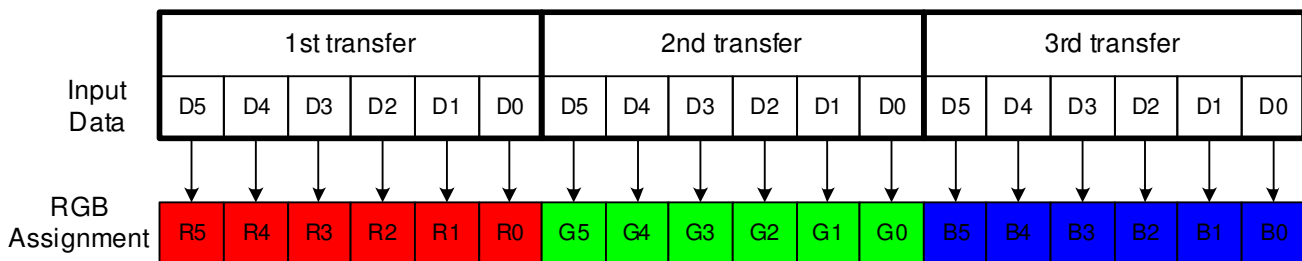 1st transfer 2nd transfer 3rd transfer
Input Data D5 D4 D3 D2 D1 D0 D5 D4 D3 D2 D1 D0 D5 D4 D3 D2 D1 D0
RGB Assignment R5 R4 R3 R2 R1 R0 G5 G4 G3 G2 G1 G0 B5 B4 B3 B2 B1 B0